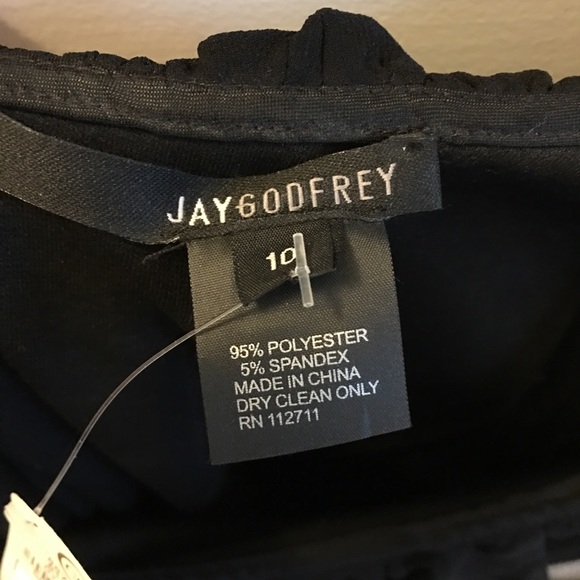 JAYGODFREY
10
95% POLYESTER
5% SPANDEX
MADE IN CHINA
DRY CLEAN ONLY
RN 112711